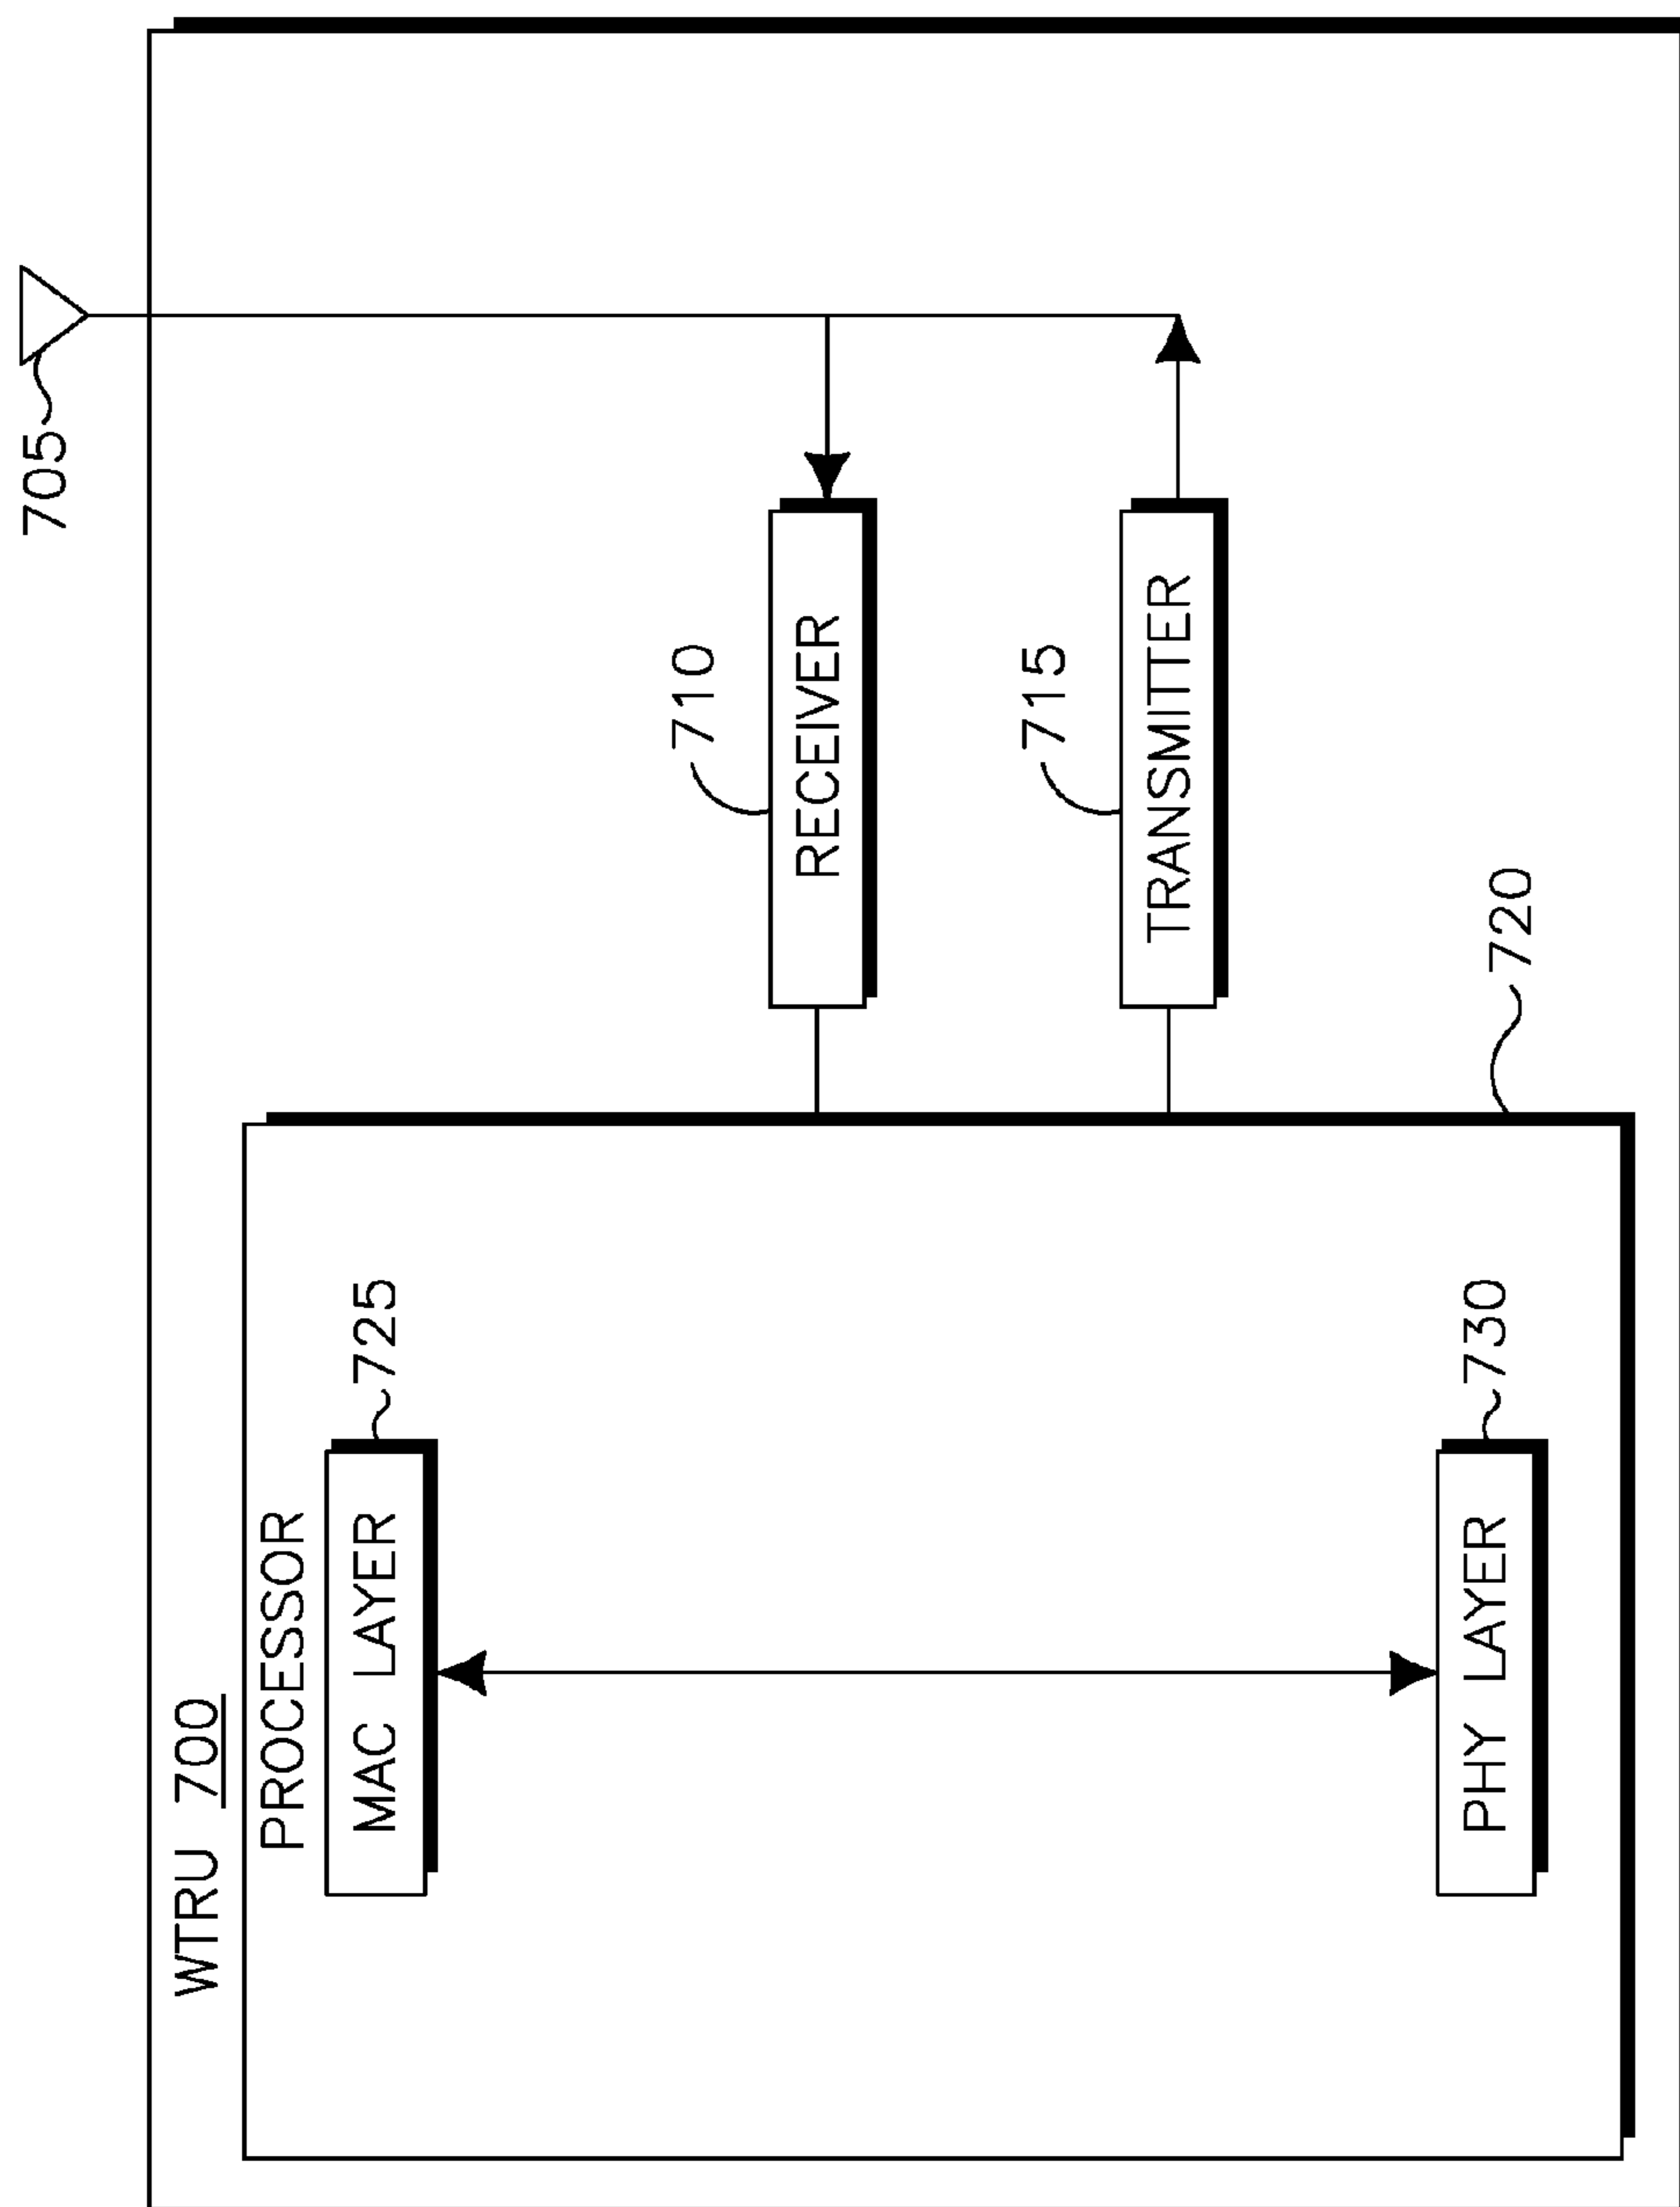 WTRU 700
PROCESSOR
MAC LAYER
725
PHY LAYER
730
720
705
710
RECEIVER
715
TRANSMITTER